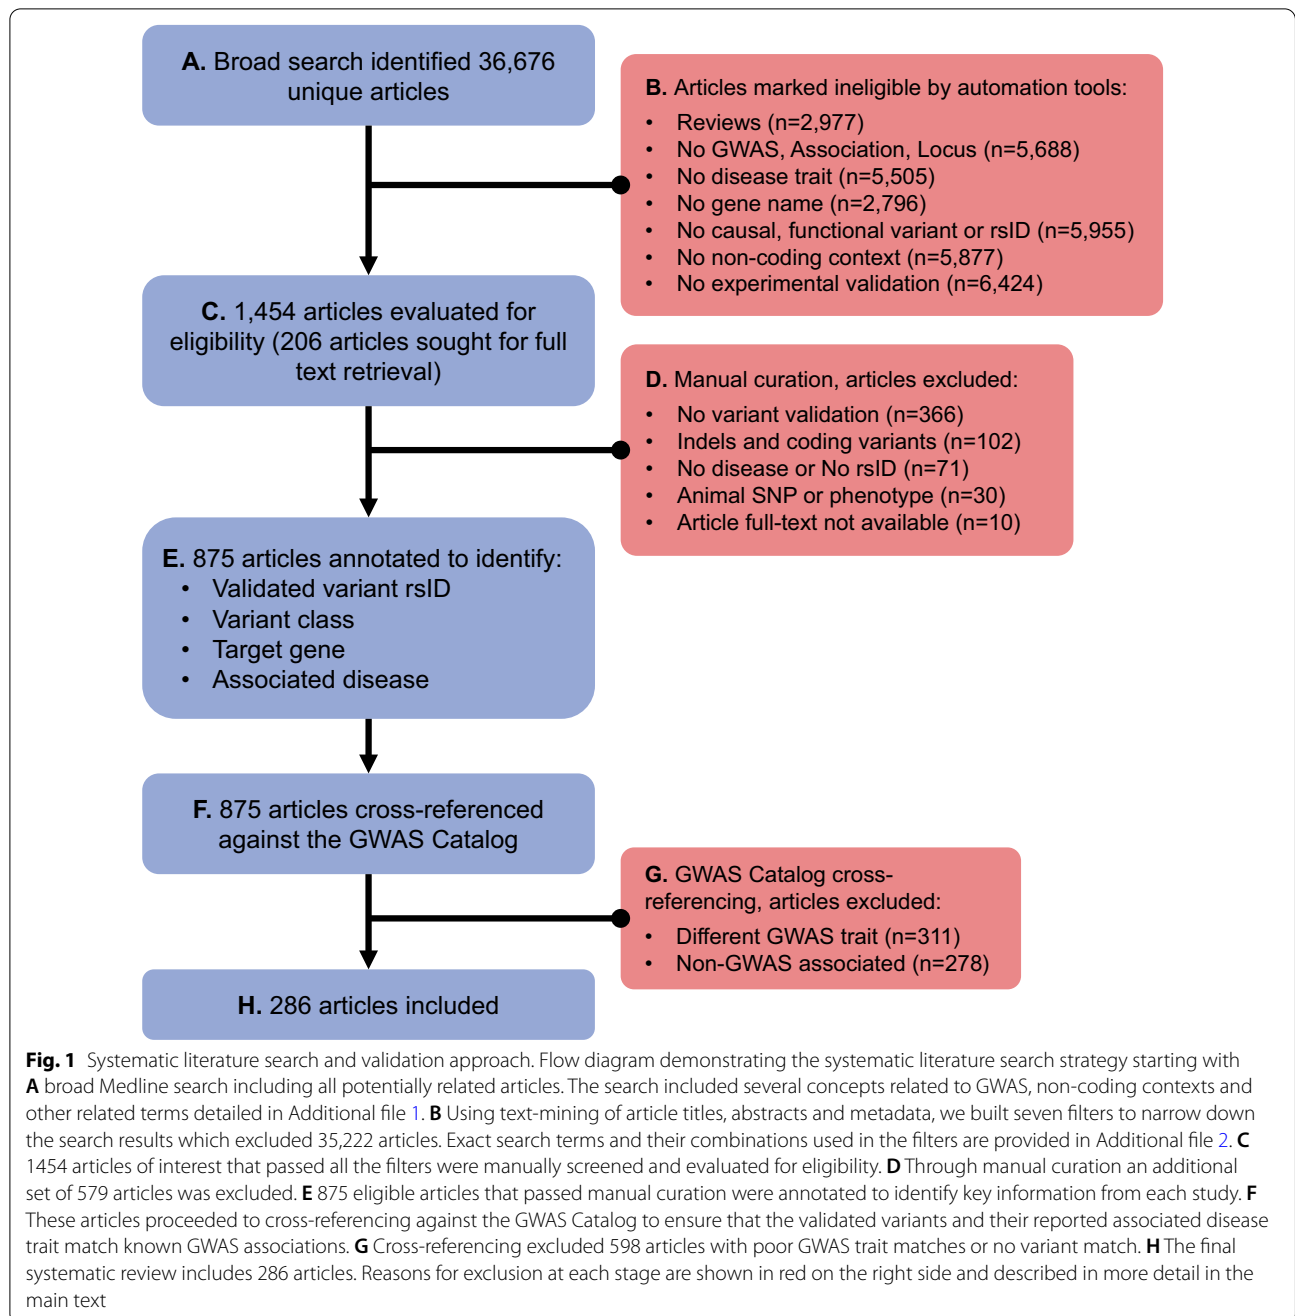 A. Broad search identified 36,676
unique articles
B. Articles marked ineligible by automation tools:
• Reviews (n=2,977)
• No GWAS, Association, Locus (n=5,688)
• No disease trait (n=5,505)
• No gene name (n=2,796)
• No causal, functional variant or rsID (n=5,955)
• No non-coding context (n=5,877)
• No experimental validation (n=6,424)
C. 1,454 articles evaluated for
eligibility (206 articles sought for full
text retrieval)
D. Manual curation, articles excluded:
• No variant validation (n=366)
• Indels and coding variants (n=102)
• No disease or No rsID (n=71)
• Animal SNP or phenotype (n=30)
• Article full-text not available (n=10)
E. 875 articles annotated to identify:
• Validated variant rsID
• Variant class
• Target gene
• Associated disease
F. 875 articles cross-referenced
against the GWAS Catalog
G. GWAS Catalog cross-
referencing, articles excluded:
• Different GWAS trait (n=311)
• Non-GWAS associated (n=278)
H. 286 articles included
Fig. 1 Systematic literature search and validation approach. Flow diagram demonstrating the systematic literature search strategy starting with
A broad Medline search including all potentially related articles. The search included several concepts related to GWAS, non-coding contexts and
other related terms detailed in Additional file 1. B Using text-mining of article titles, abstracts and metadata, we built seven filters to narrow down
the search results which excluded 35,222 articles. Exact search terms and their combinations used in the filters are provided in Additional file 2. C
1454 articles of interest that passed all the filters were manually screened and evaluated for eligibility. D Through manual curation an additional
set of 579 articles was excluded. E 875 eligible articles that passed manual curation were annotated to identify key information from each study. F
These articles proceeded to cross-referencing against the GWAS Catalog to ensure that the validated variants and their reported associated disease
trait match known GWAS associations. G Cross-referencing excluded 598 articles with poor GWAS trait matches or no variant match. H The final
systematic review includes 286 articles. Reasons for exclusion at each stage are shown in red on the right side and described in more detail in the
main text